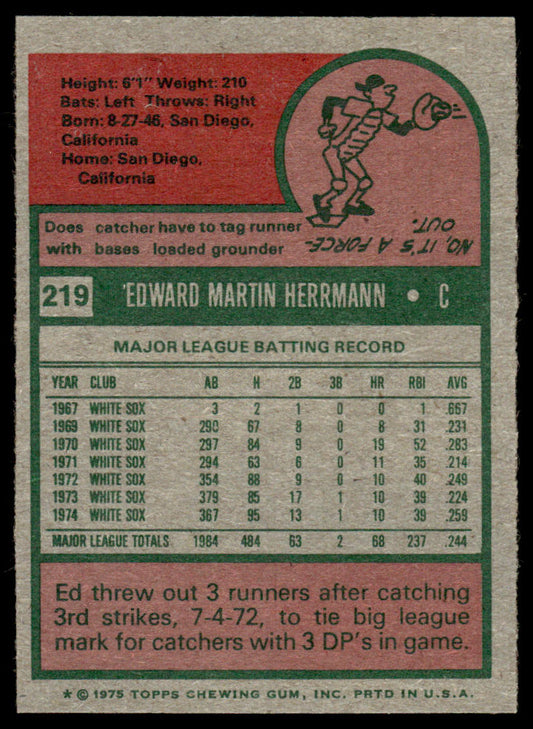 Height: 6'1" Weight: 210
Bats: Left Throws: Right
Born: 8-27-46, San Diego,
California
Home: San Diego,
California
Does catcher have to tag runner
with bases loaded grounder
NO, IT'S A FORCE-
OUT.
219 EDWARD MARTIN HERRMANN • C
MAJOR LEAGUE BATTING RECORD
YEAR CLUB AB H 2B 3B HR RBI AVG
1967 WHITE SOX 3 2 1 0 0 1 .667
1969 WHITE SOX 290 67 8 0 8 31 .231
1970 WHITE SOX 297 84 9 0 19 52 .283
1971 WHITE SOX 294 63 6 0 11 35 .214
1972 WHITE SOX 354 88 9 0 10 40 .249
1973 WHITE SOX 379 85 17 1 10 39 .224
1974 WHITE SOX 367 95 13 1 10 39 .259
MAJOR LEAGUE TOTALS 1984 484 63 2 68 237 .244
Ed threw out 3 runners after catching
3rd strikes, 7-4-72, to tie big league
mark for catchers with 3 DP's in game.
* © 1975 TOPPS CHEWING GUM, INC. PRTD IN U.S.A.